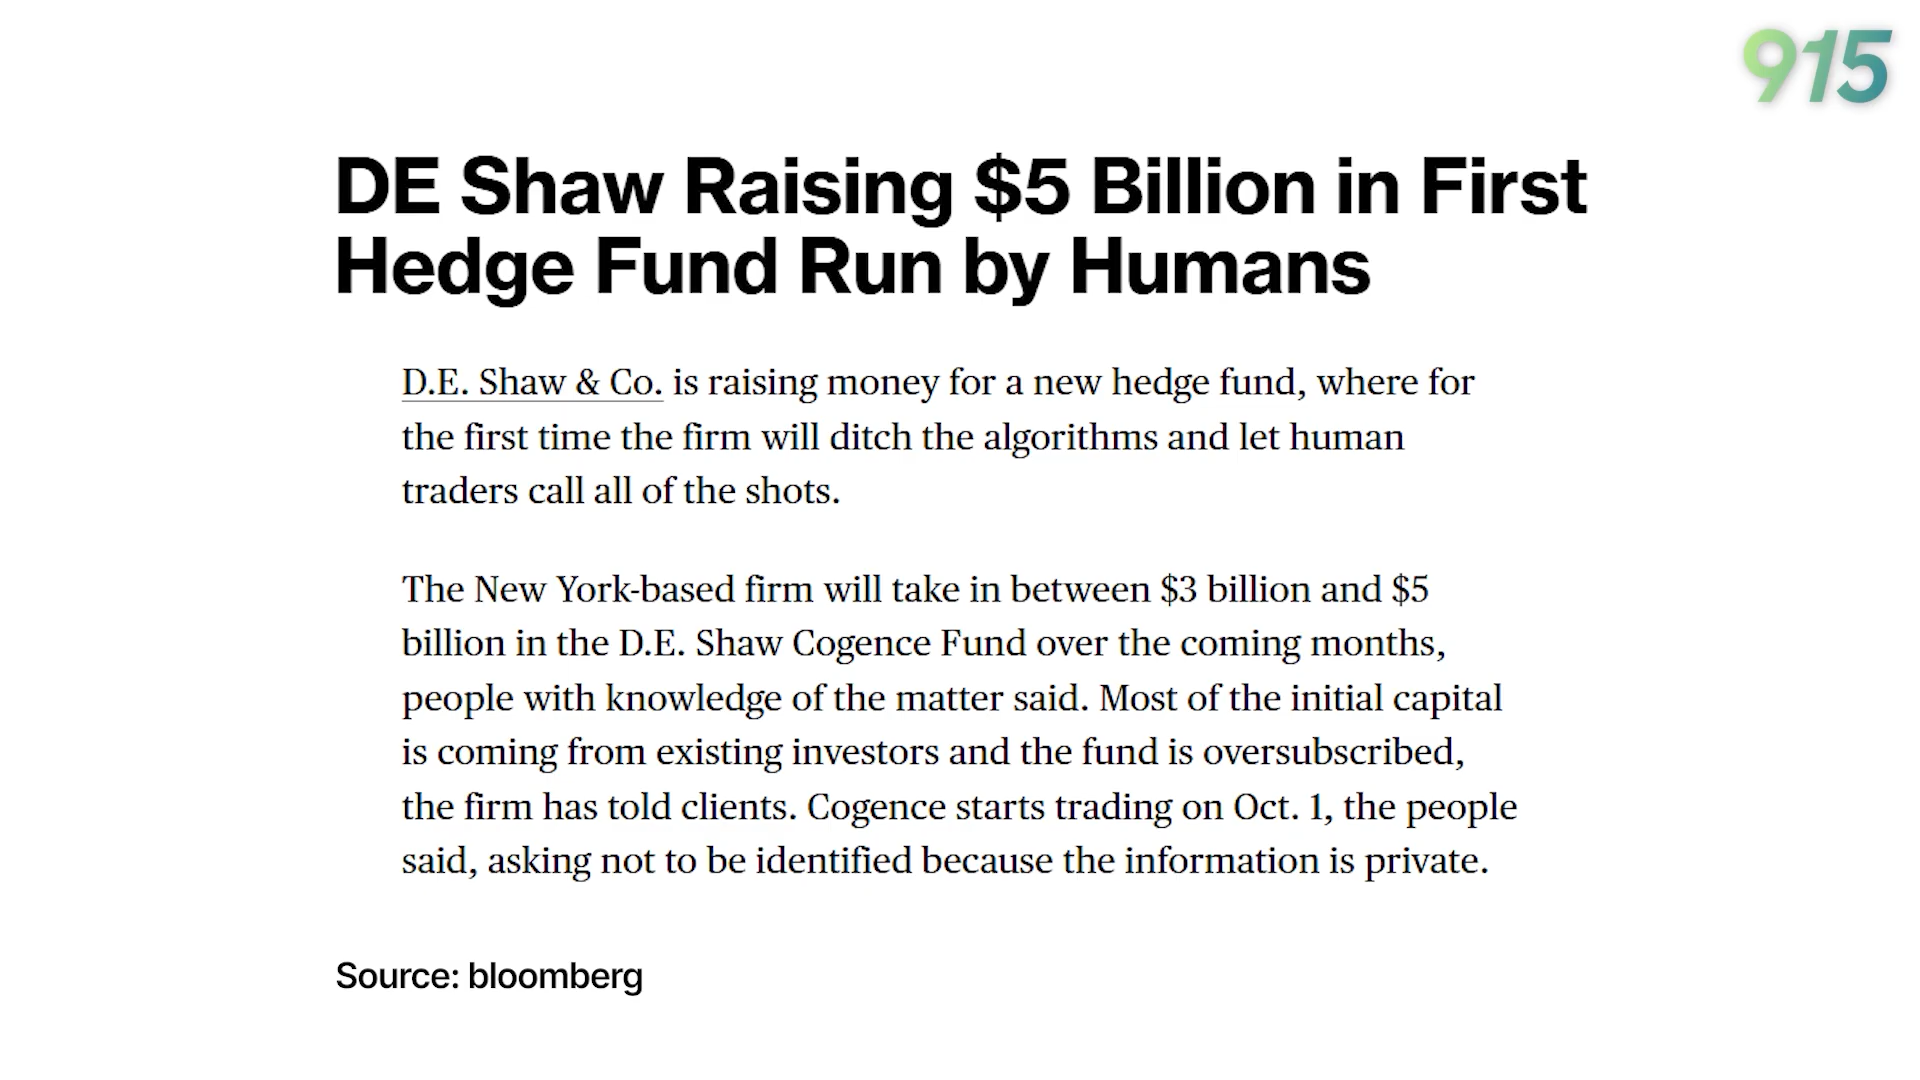 915
DE Shaw Raising $5 Billion in First
Hedge Fund Run by Humans
D.E. Shaw & Co. is raising money for a new hedge fund, where for
the first time the firm will ditch the algorithms and let human
traders call all of the shots.
The New York-based firm will take in between $3 billion and $5
billion in the D.E. Shaw Cogence Fund over the coming months,
people with knowledge of the matter said. Most of the initial capital
is coming from existing investors and the fund is oversubscribed,
the firm has told clients. Cogence starts trading on Oct. 1, the people
said, asking not to be identified because the information is private.
Source: bloomberg